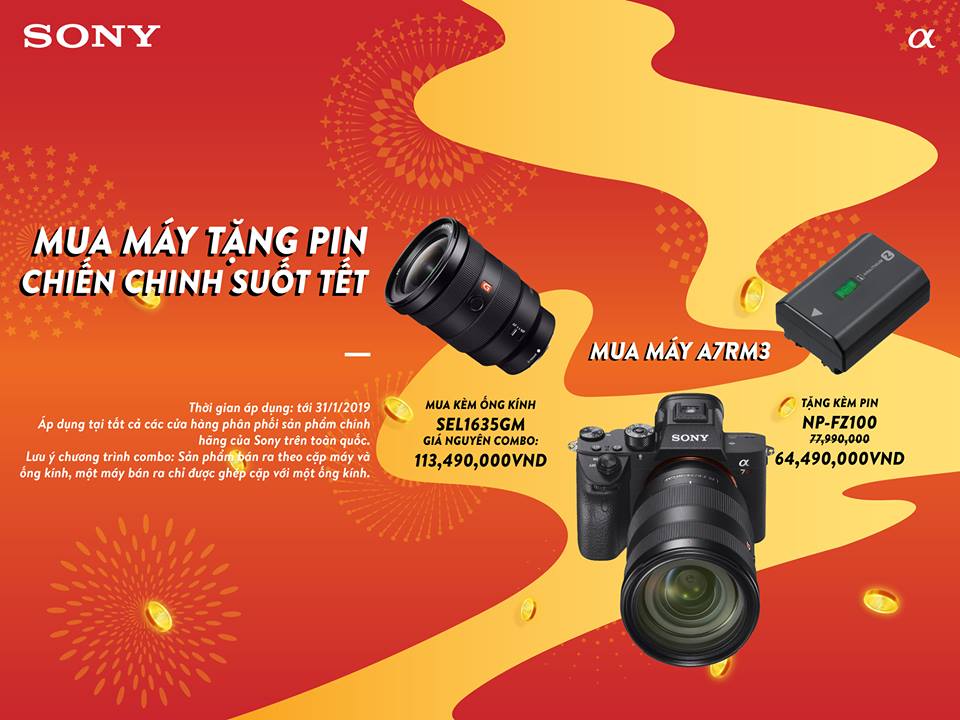 SONY
α
MUA MÁY TẶNG PIN
CHIẾN CHINH SUỐT TẾT
Thời gian áp dụng: tới 31/1/2019
Áp dụng tại tất cả các cửa hàng phân phối sản phẩm chính
hãng của Sony trên toàn quốc.
Lưu ý chương trình combo: Sản phẩm bán ra theo cặp máy và
ống kính, một máy bán ra chỉ được ghép cặp với một ống kính.
MUA KÈM ỐNG KÍNH
SEL1635GM
GIÁ NGUYÊN COMBO:
113,490,000VND
MUA MÁY A7RM3
TẶNG KÈM PIN
NP-FZ100
77,990,000
64,490,000VND
G
Z
SONY
α
7